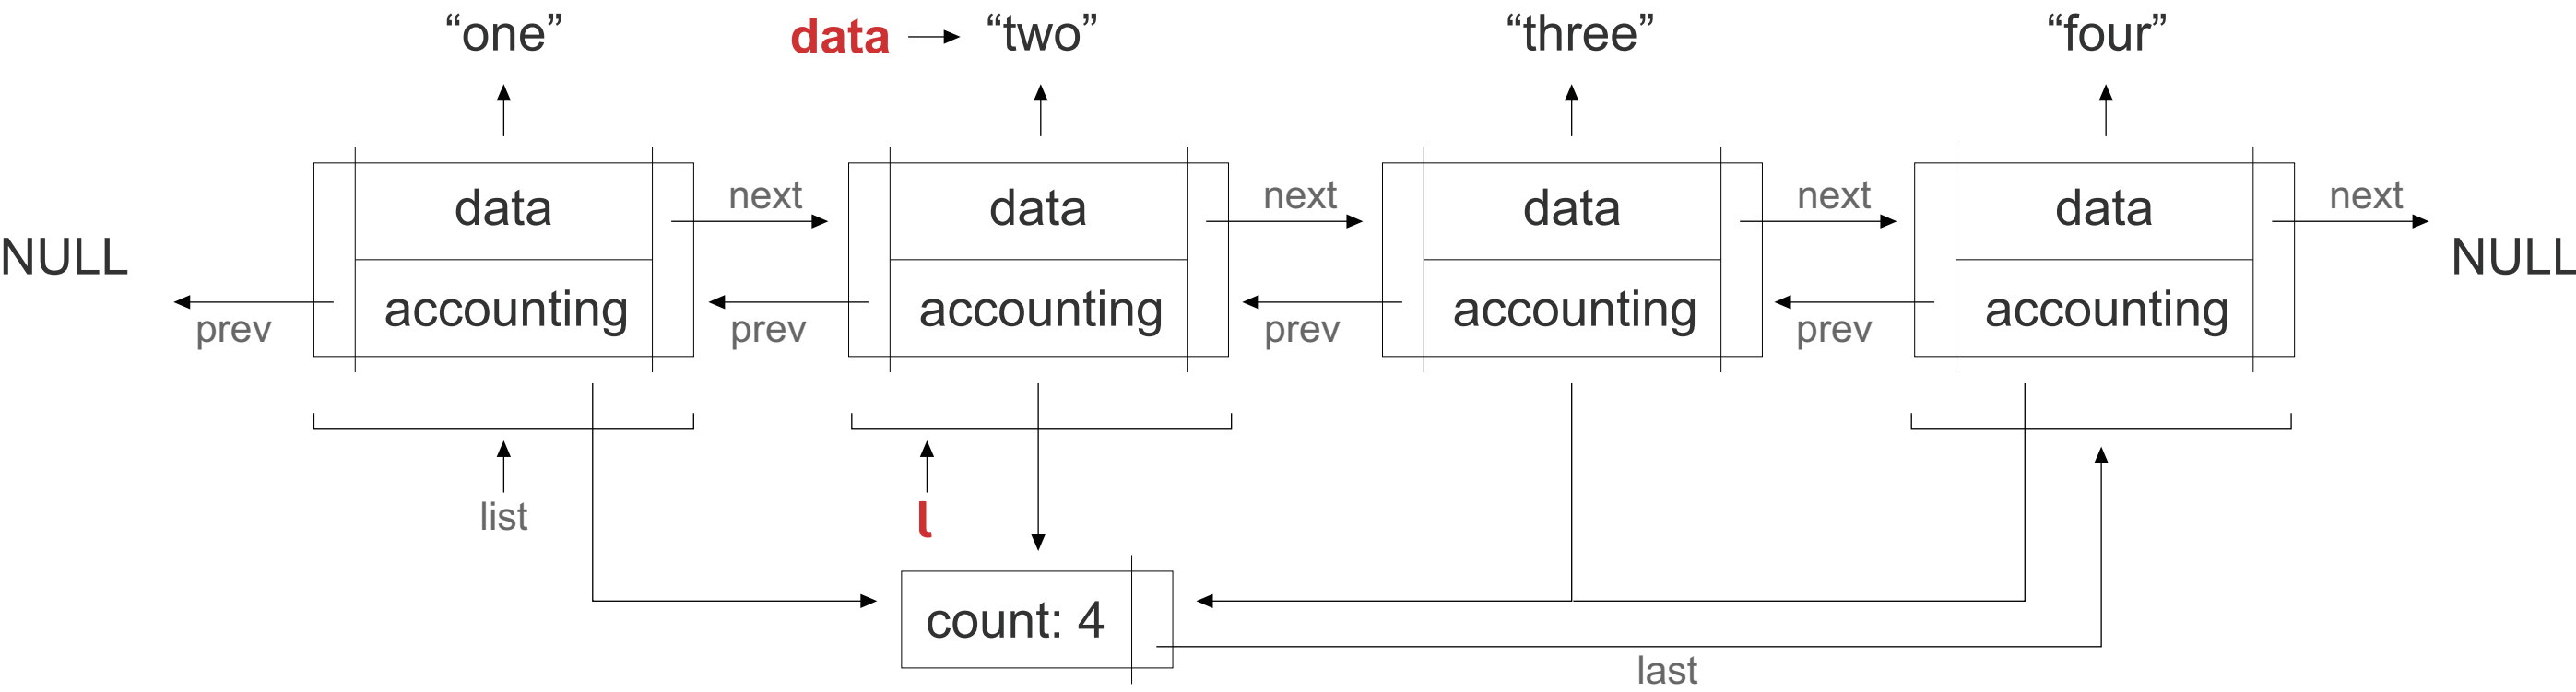 “one” data “two” “three” “four”
data next data next data next data next
NULL NULL
accounting accounting accounting accounting
prev prev prev prev
list l
count: 4
last